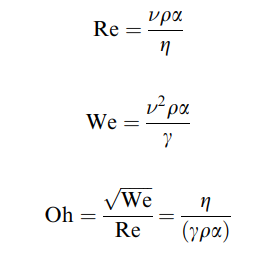 Re = νρα / η
We = ν²ρα / γ
Oh = √We / Re = η / (γρα)